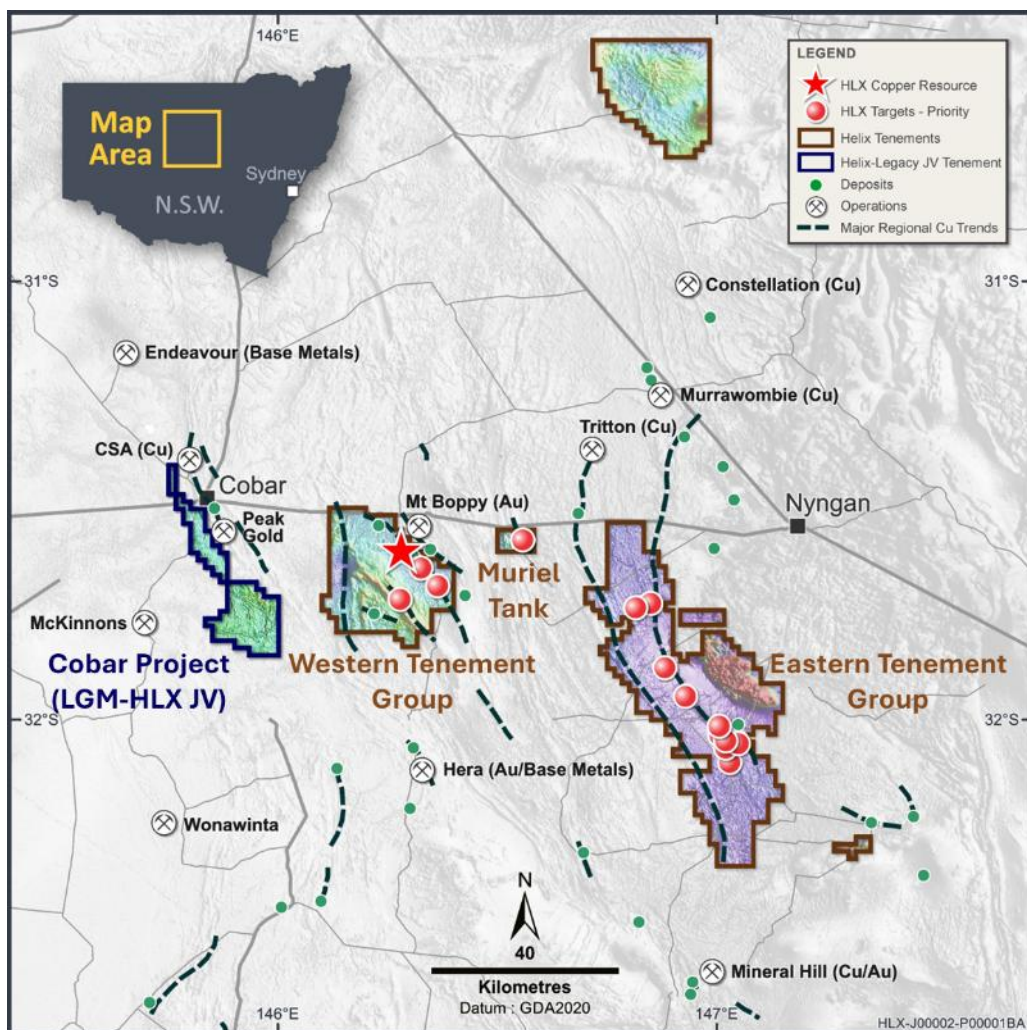 146°E
Map
Area
Sydney
N.S.W.
LEGEND
HLX Copper Resource
HLX Targets - Priority
Helix Tenements
Helix-Legacy JV Tenement
Deposits
Operations
Major Regional Cu Trends
31°S
31°S
Constellation (Cu)
Endeavour (Base Metals)
Murrawombie (Cu)
Tritton (Cu)
CSA (Cu)
Cobar
Mt Boppy (Au)
Nyngan
Peak
Gold
Muriel
Tank
McKinnons
Cobar Project
(LGM-HLX JV)
Western Tenement
Group
Eastern Tenement
Group
32°S
32°S
Hera (Au/Base Metals)
Wonawinta
N
40
Kilometres
Datum : GDA2020
Mineral Hill (Cu/Au)
146°E
147°E
HLX-J00002-P00001BA